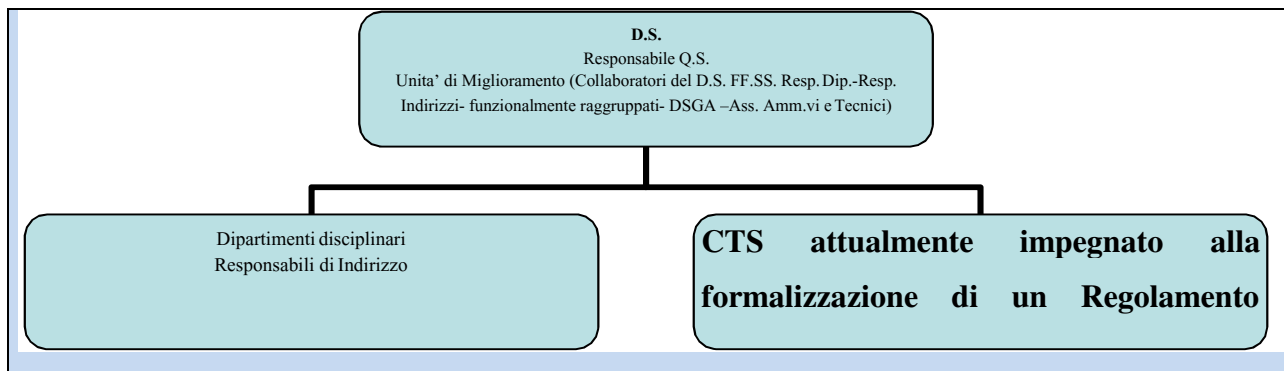 D.S.
Responsabile Q.S.
Unita' di Miglioramento (Collaboratori del D.S. FF.SS. Resp. Dip.-Resp.
Indirizzi- funzionalmente raggruppati- DSGA –Ass. Amm.vi e Tecnici)
Dipartimenti disciplinari
Responsabili di Indirizzo
CTS attualmente impegnato alla
formalizzazione di un Regolamento